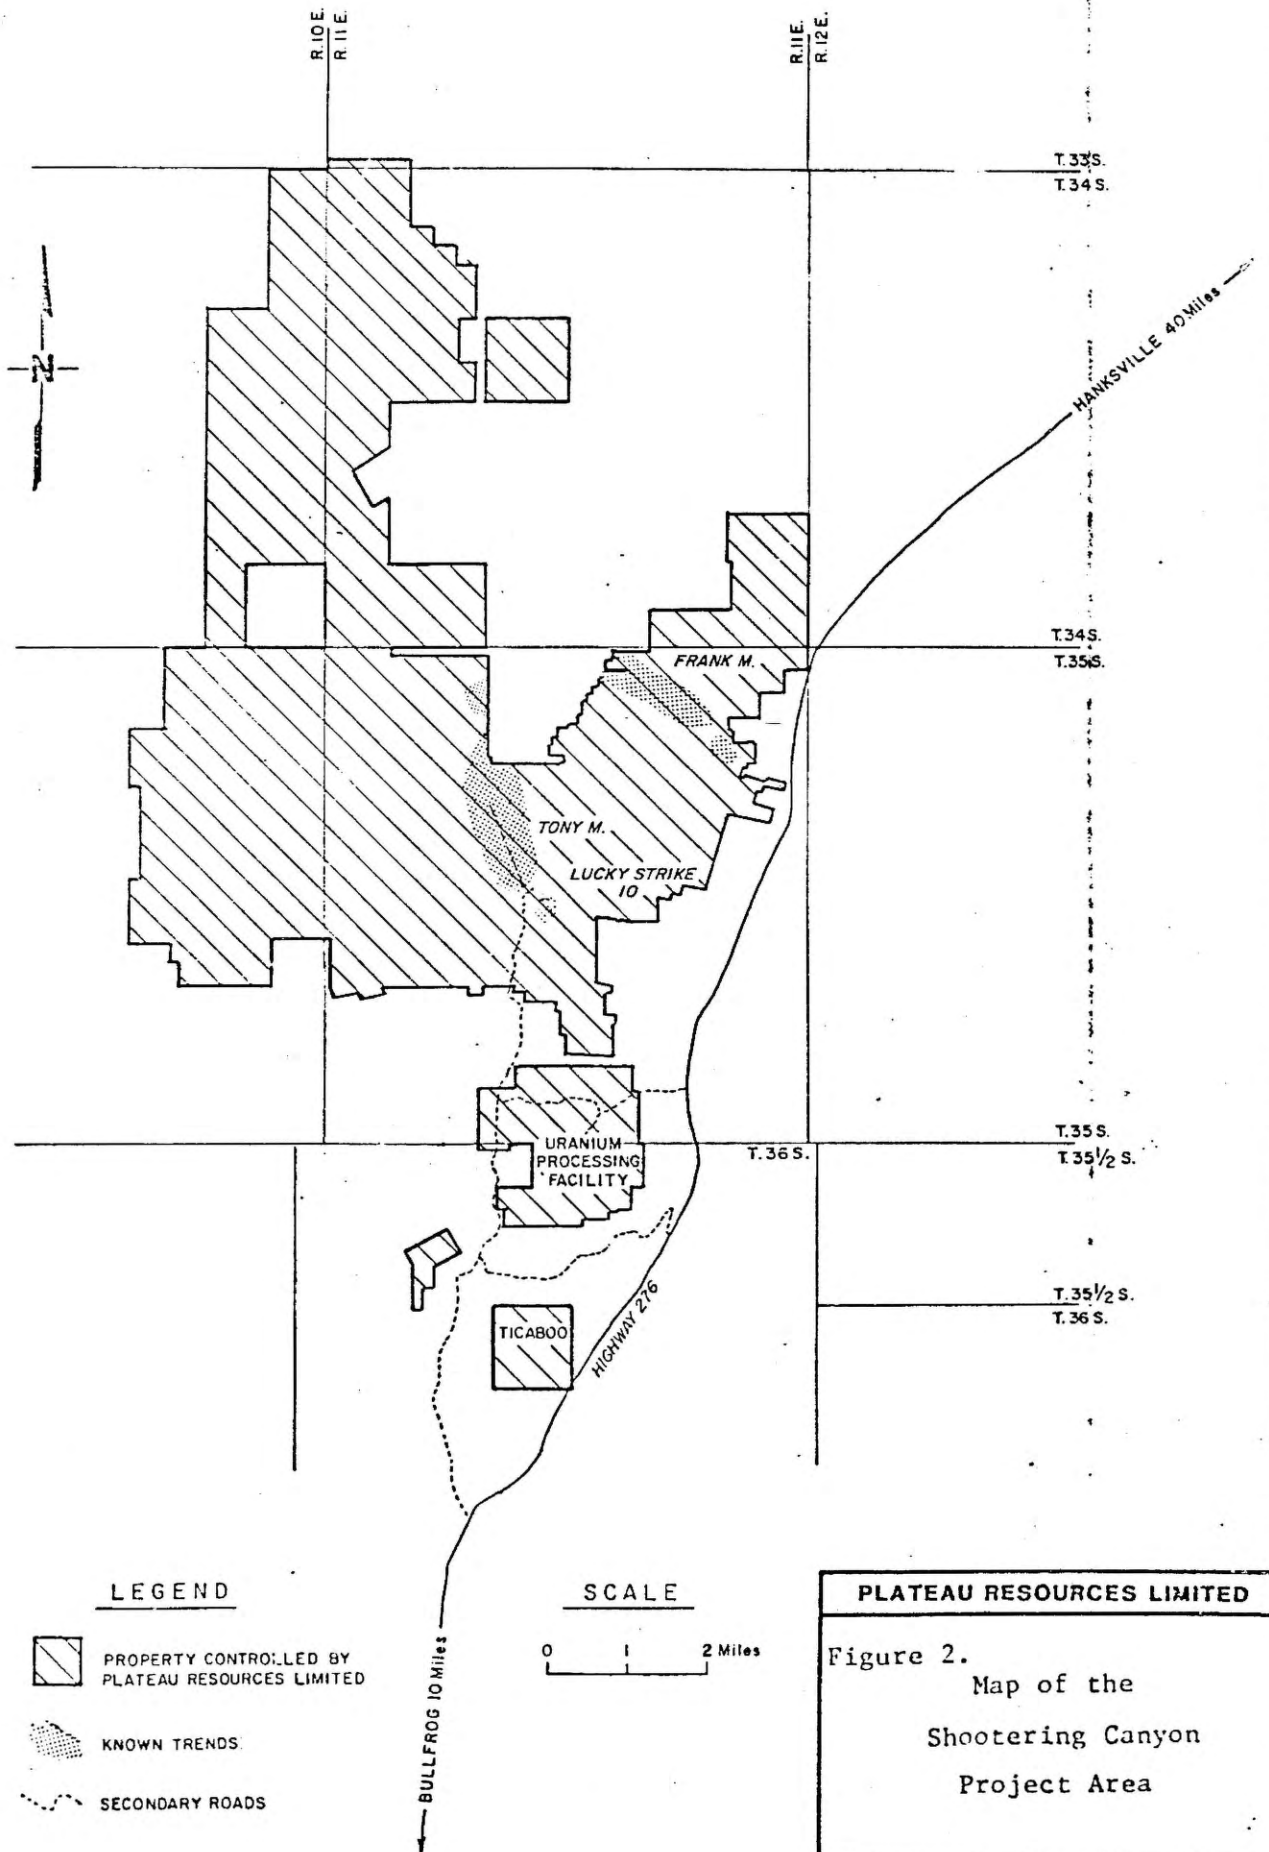 R.10E.
R.11E.
R.11E.
R.12E.
T.33S.
T.34S.
HANKSVILLE 40 Miles
N
T.34S.
T.35S.
FRANK M.
TONY M.
LUCKY STRIKE
10
T.35S.
T.35½S.
T.36S.
URANIUM
PROCESSING
FACILITY
T.35½S.
T.36S.
TICABOO
HIGHWAY 276
BULLFROG 10 Miles
LEGEND
PROPERTY CONTROLLED BY
PLATEAU RESOURCES LIMITED
KNOWN TRENDS
SECONDARY ROADS
SCALE
0 1 2 Miles
PLATEAU RESOURCES LIMITED
Figure 2.
Map of the
Shootering Canyon
Project Area